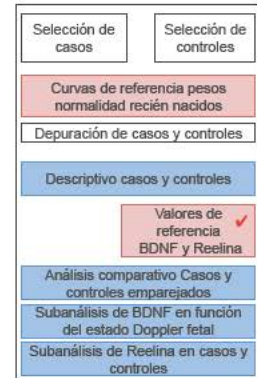 Selección de
casos
Selección de
controles
Curvas de referencia pesos
normalidad recién nacidos
Depuración de casos y controles
Descriptivo casos y controles
Valores de
referencia
BDNF y Reelina
Análisis comparativo Casos y
controles emparejados
Subanálisis de BDNF en función
del estado Doppler fetal
Subanálisis de Reelina en casos y
controles